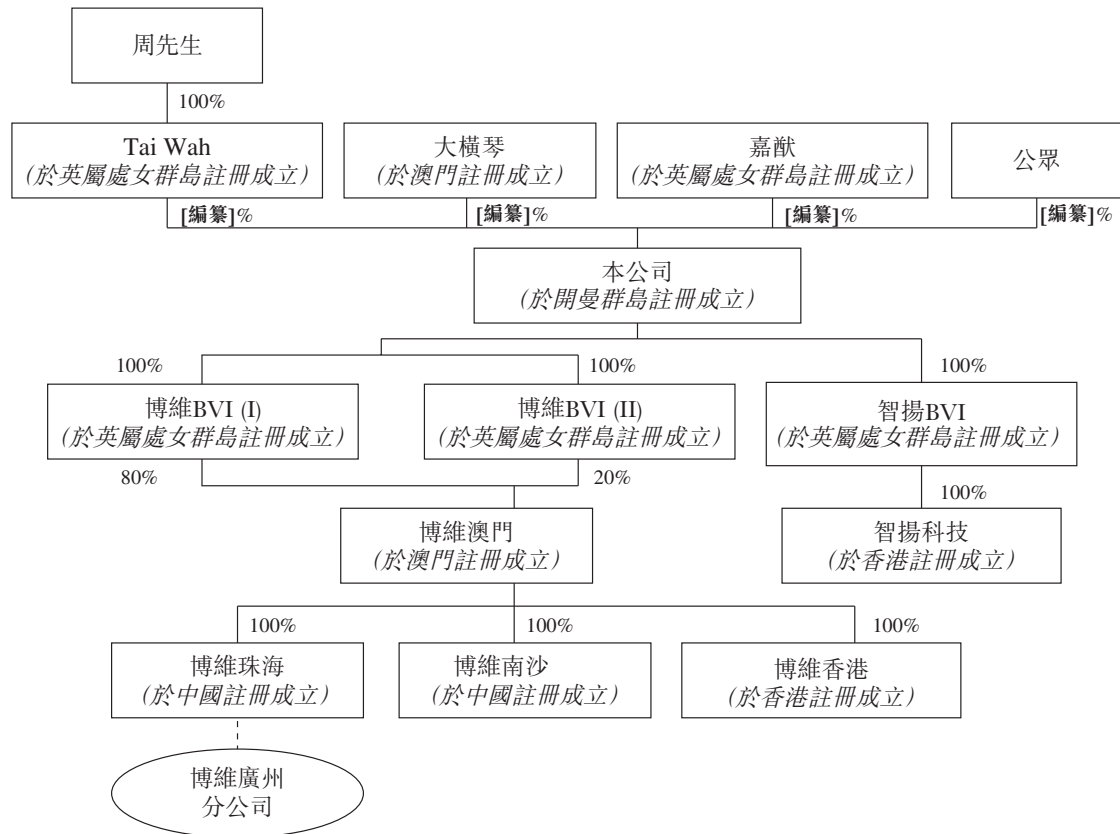 周先生
100%
Tai Wah
(於英屬處女群島註冊成立)
大橫琴
(於澳門註冊成立)
嘉猷
(於英屬處女群島註冊成立)
公眾
[編纂]%
[編纂]%
[編纂]%
[編纂]%
本公司
(於開曼群島註冊成立)
100%
100%
100%
博維BVI (I)
(於英屬處女群島註冊成立)
博維BVI (II)
(於英屬處女群島註冊成立)
智揚BVI
(於英屬處女群島註冊成立)
80%
20%
100%
博維澳門
(於澳門註冊成立)
智揚科技
(於香港註冊成立)
100%
100%
100%
博維珠海
(於中國註冊成立)
博維南沙
(於中國註冊成立)
博維香港
(於香港註冊成立)
博維廣州
分公司